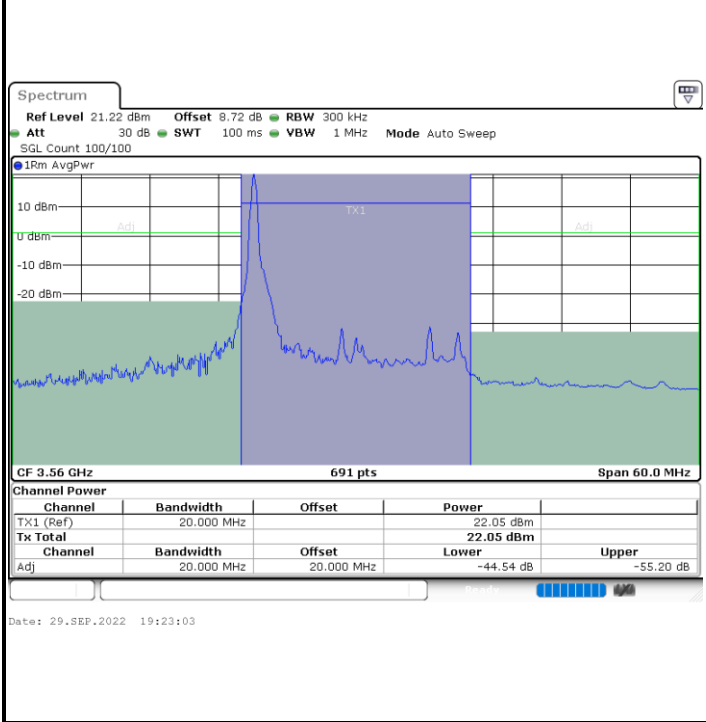 Spectrum
Ref Level 21.22 dBm Offset 8.72 dB RBW 300 kHz
Att 30 dB SWT 100 ms VBW 1 MHz Mode Auto Sweep
SGL Count 100/100
1Rm AvgPwr
10 dBm
TX1
Adj
Adj
0 dBm
-10 dBm
-20 dBm
CF 3.56 GHz 691 pts Span 60.0 MHz
Channel Power
Channel Bandwidth Offset Power
TX1 (Ref) 20.000 MHz 22.05 dBm
Tx Total 22.05 dBm
Channel Bandwidth Offset Lower Upper
Adj 20.000 MHz 20.000 MHz -44.54 dB -55.20 dB
Ready
Date: 29.SEP.2022 19:23:03